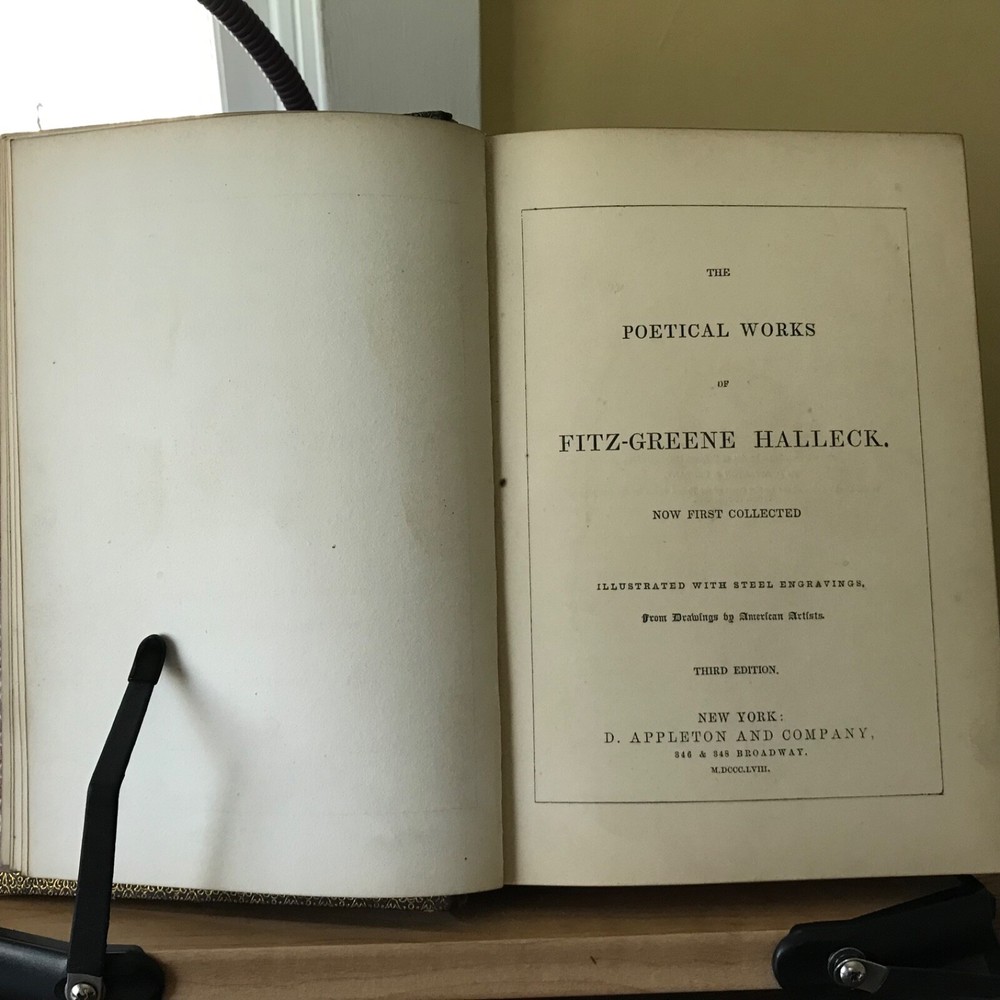 THE
POETICAL WORKS
OF
FITZ-GREENE HALLECK.
NOW FIRST COLLECTED
ILLUSTRATED WITH STEEL ENGRAVINGS,
From Drawings by American Artists.
THIRD EDITION.
NEW YORK:
D. APPLETON AND COMPANY,
346 & 348 BROADWAY.
M.DCCC.LVIII.